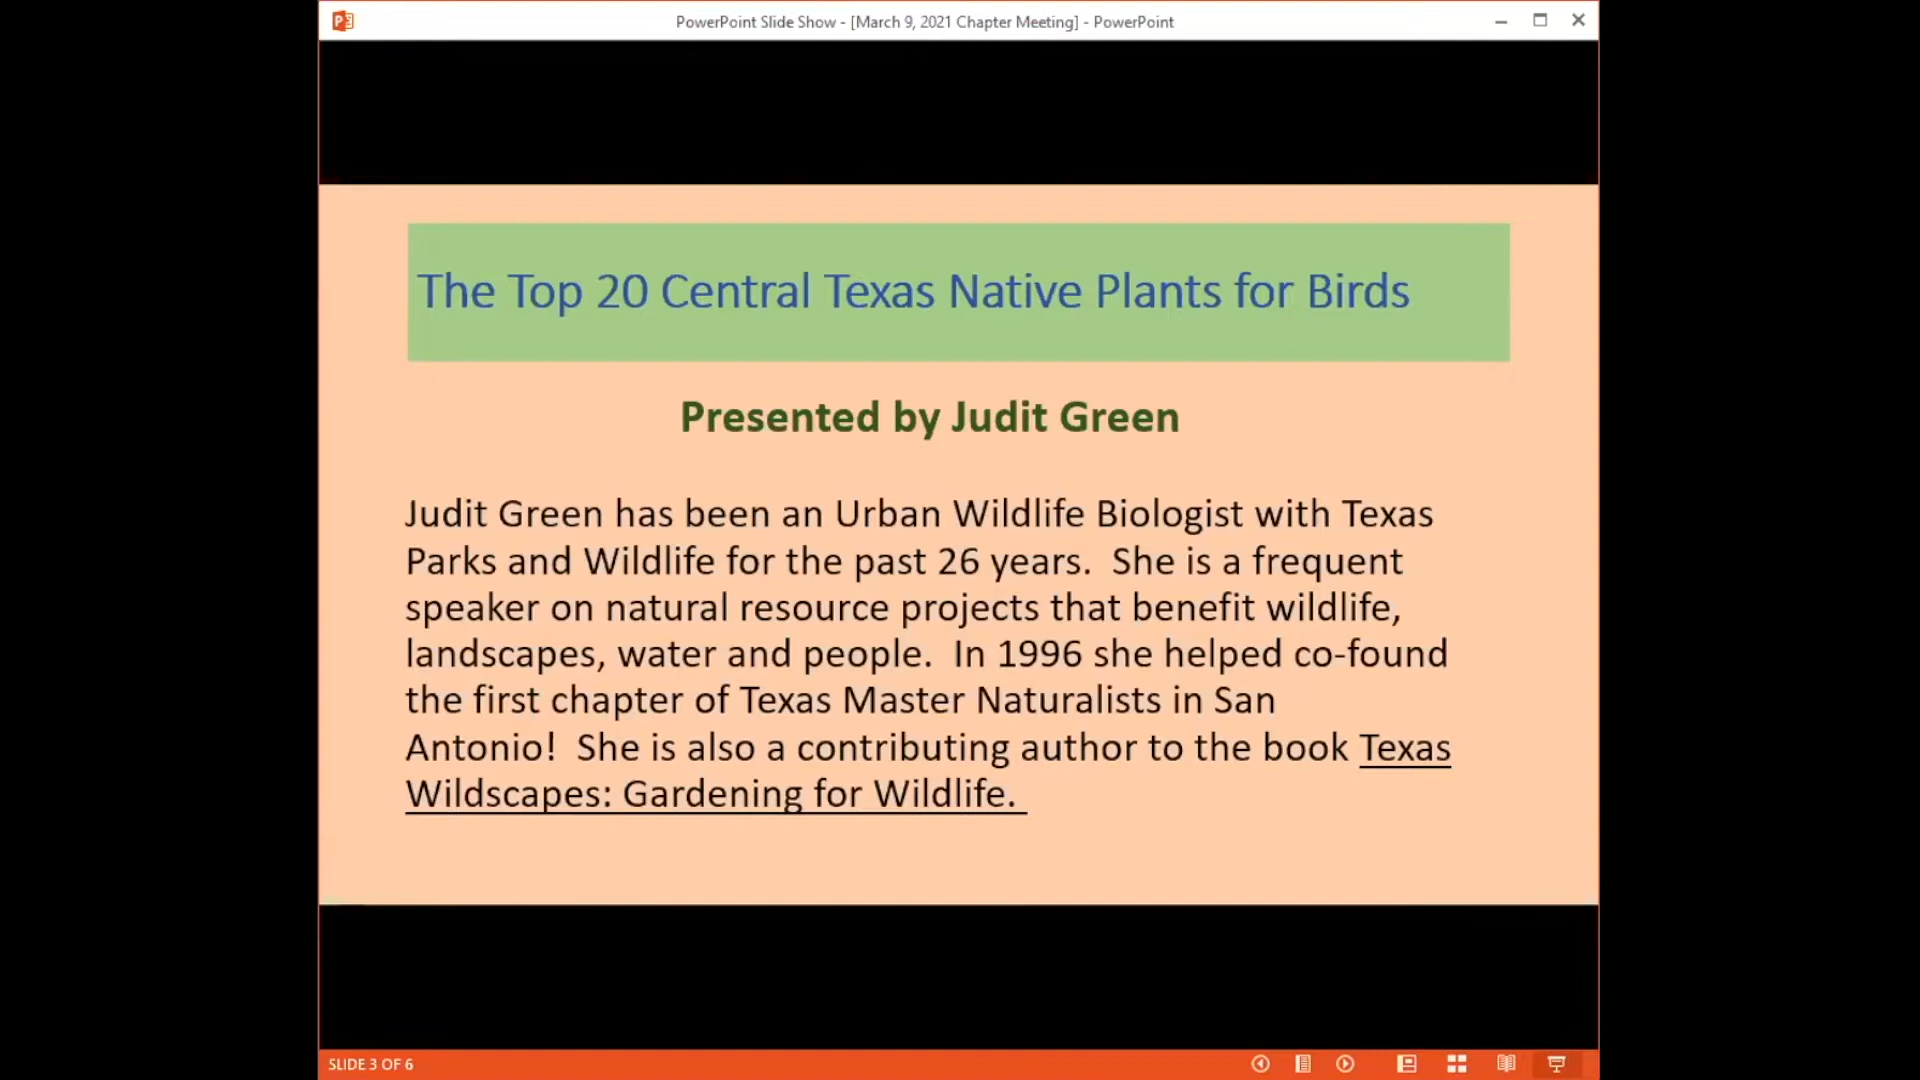 PowerPoint Slide Show - [March 9, 2021 Chapter Meeting] - PowerPoint
The Top 20 Central Texas Native Plants for Birds
Presented by Judit Green
Judit Green has been an Urban Wildlife Biologist with Texas
Parks and Wildlife for the past 26 years.  She is a frequent
speaker on natural resource projects that benefit wildlife,
landscapes, water and people.  In 1996 she helped co-found
the first chapter of Texas Master Naturalists in San
Antonio!  She is also a contributing author to the book Texas
Wildscapes: Gardening for Wildlife.
SLIDE 3 OF 6